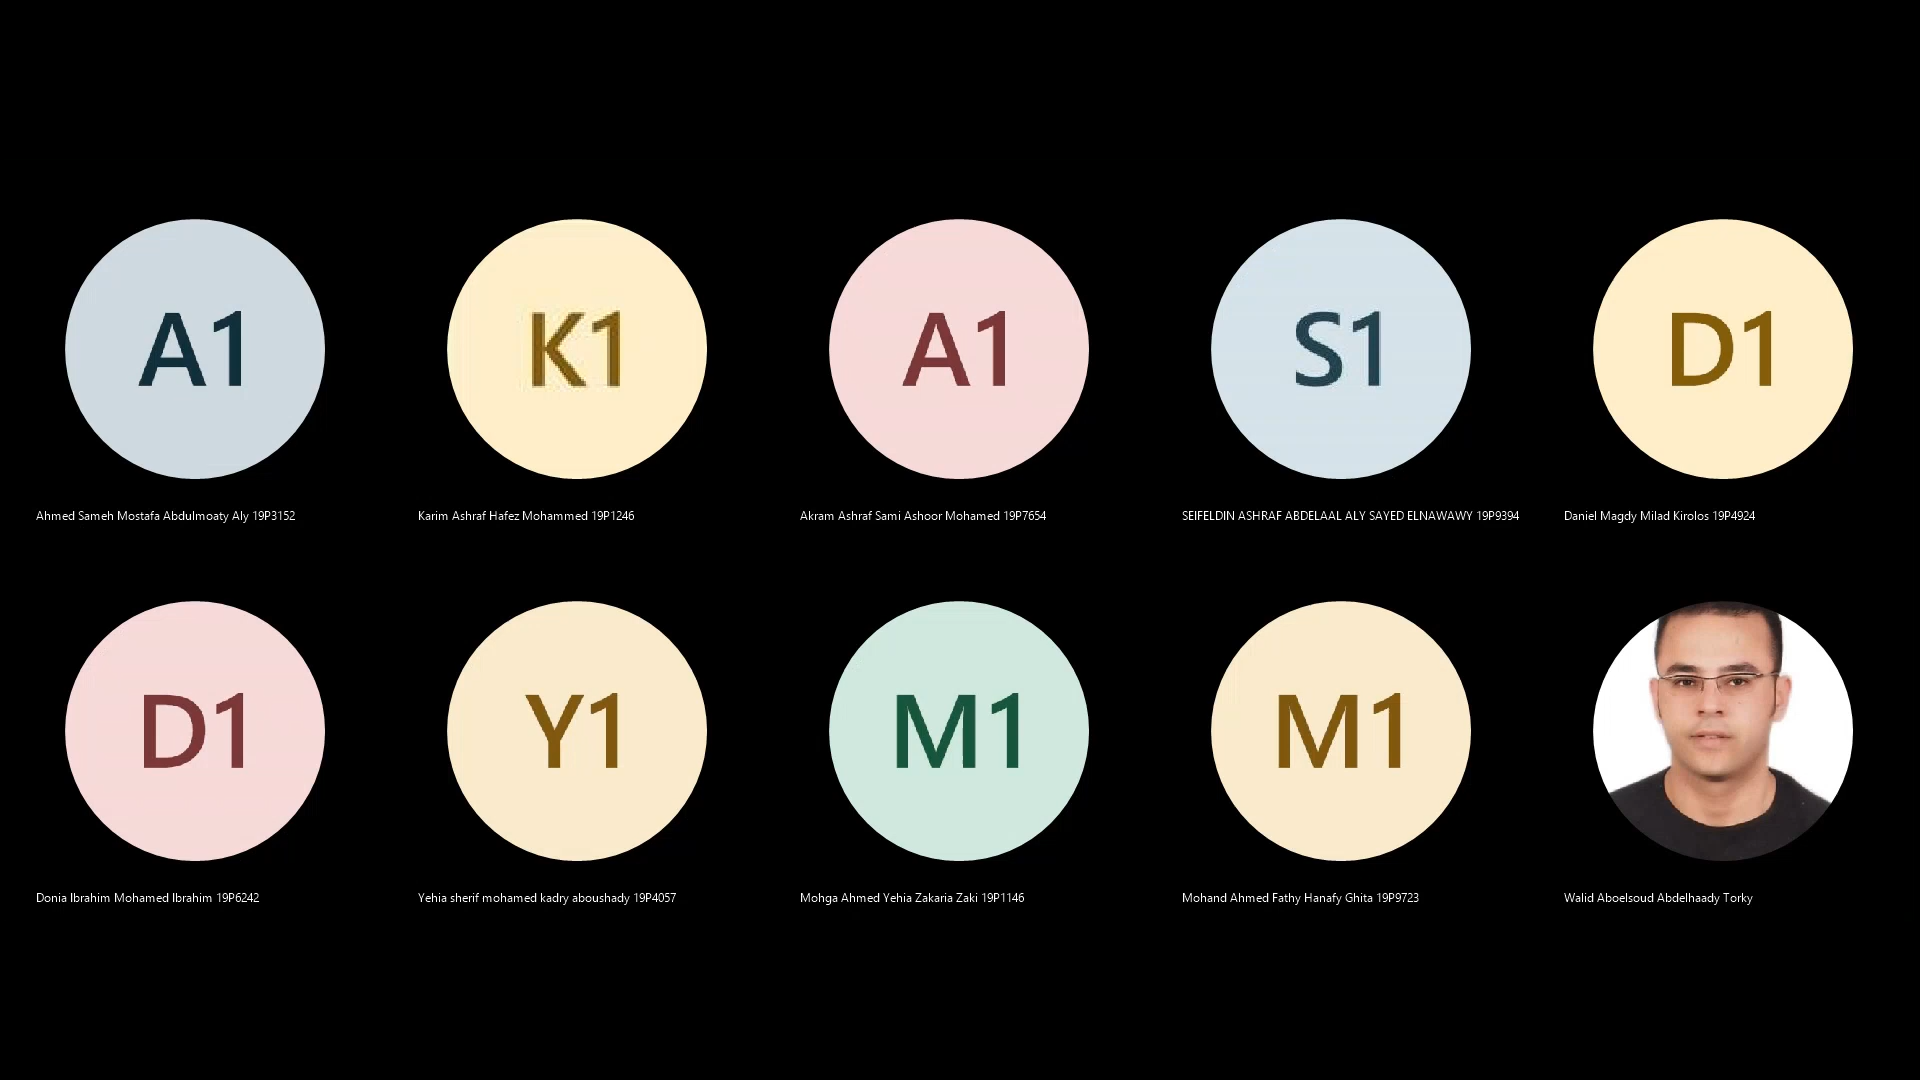 A1
K1
A1
S1
D1
Ahmed Sameh Mostafa Abdulmoaty Aly 19P3152
Karim Ashraf Hafez Mohammed 19P1246
Akram Ashraf Sami Ashoor Mohamed 19P7654
SEIFELDIN ASHRAF ABDELAAL ALY SAYED ELNAWAWY 19P9394
Daniel Magdy Milad Kirolos 19P4924
D1
Y1
M1
M1
Donia Ibrahim Mohamed Ibrahim 19P6242
Yehia sherif mohamed kadry aboushady 19P4057
Mohga Ahmed Yehia Zakaria Zaki 19P1146
Mohand Ahmed Fathy Hanafy Ghita 19P9723
Walid Aboelsoud Abdelhaady Torky